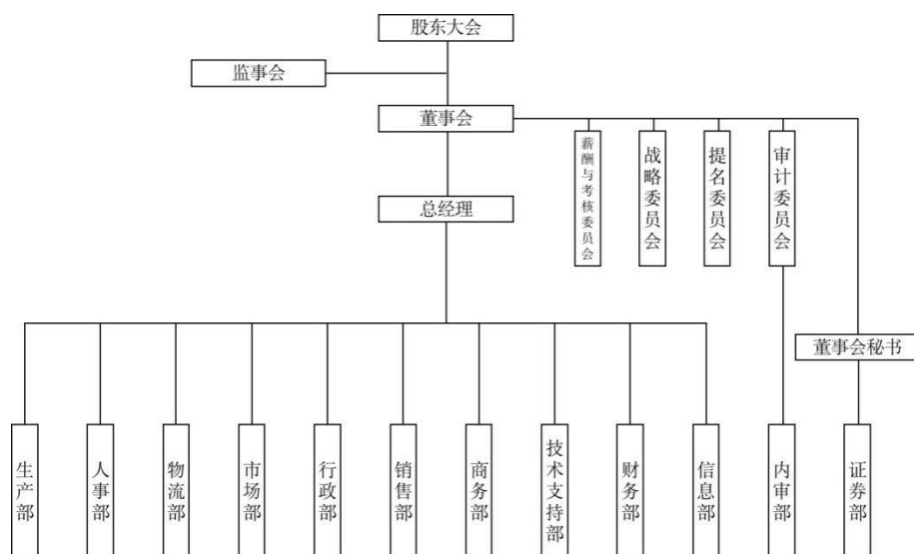 股东大会
监事会
董事会
薪酬与考核委员会
战略委员会
提名委员会
审计委员会
总经理
董事会秘书
生产部
人事部
物流部
市场部
行政部
销售部
商务部
技术支持部
财务部
信息部
内审部
证券部